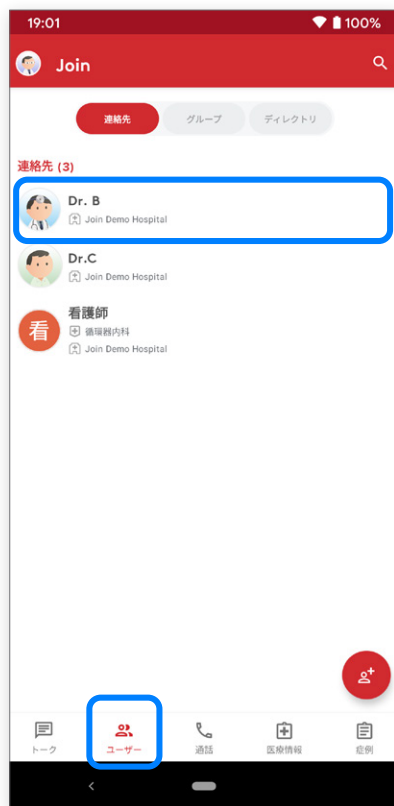 19:01
100%
Join
連絡先
グループ
ディレクトリ
連絡先 (3)
Dr. B
Join Demo Hospital
Dr.C
Join Demo Hospital
看
看護師
循環器内科
Join Demo Hospital
トーク
ユーザー
通話
医療情報
症例